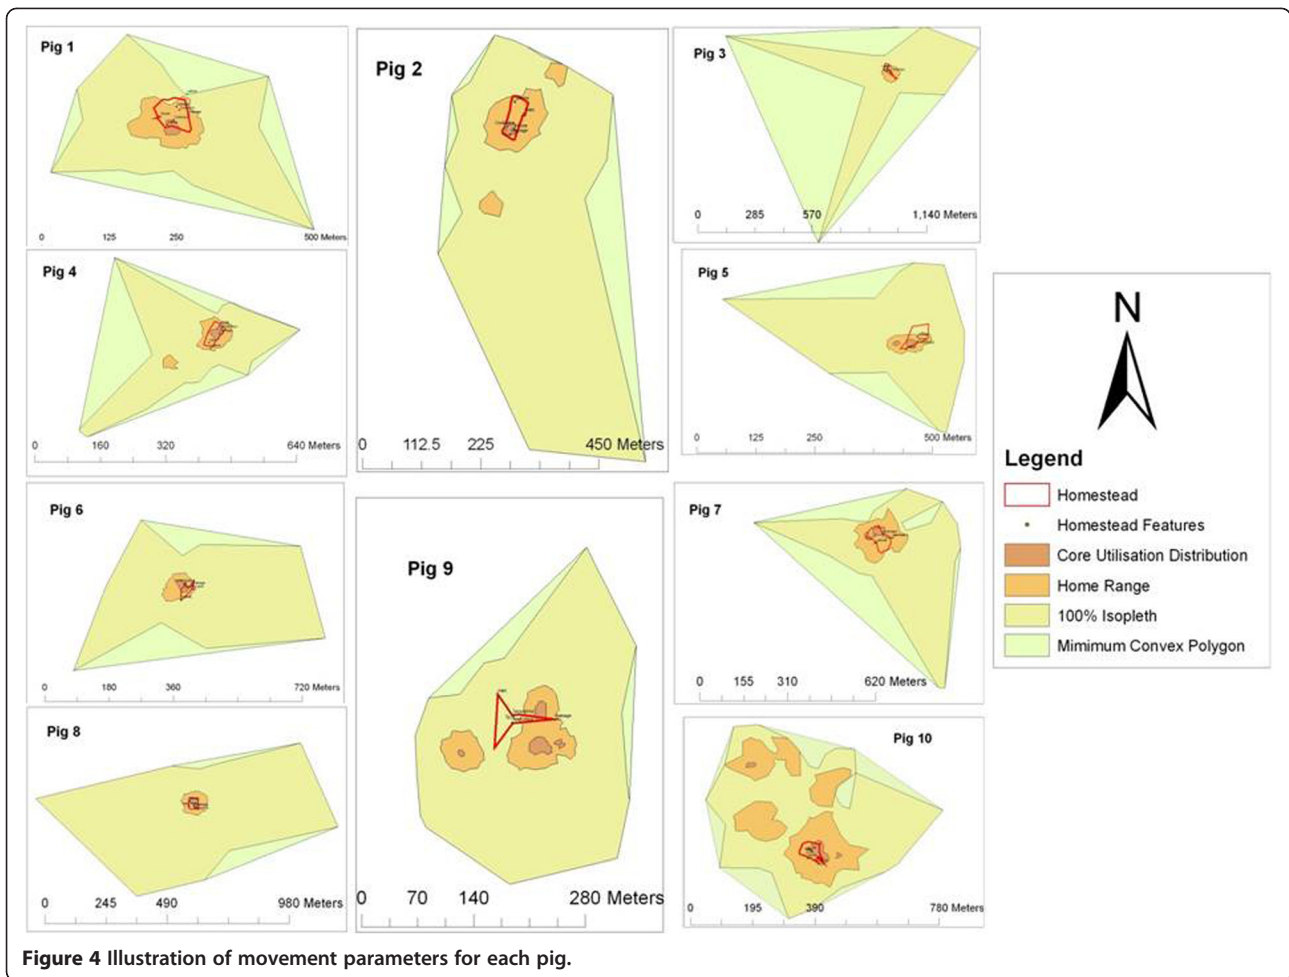 Pig 1
0 125 250 500 Meters
Pig 2
0 112.5 225 450 Meters
Pig 3
0 285 570 1,140 Meters
Pig 4
0 160 320 640 Meters
Pig 5
0 125 250 500 Meters
N
Legend
Homestead
Homestead Features
Core Utilisation Distribution
Home Range
100% Isopleth
Mimimum Convex Polygon
Pig 6
0 180 360 720 Meters
Pig 9
0 70 140 280 Meters
Pig 7
0 155 310 620 Meters
Pig 8
0 245 490 980 Meters
Pig 10
0 195 390 780 Meters
Figure 4 Illustration of movement parameters for each pig.